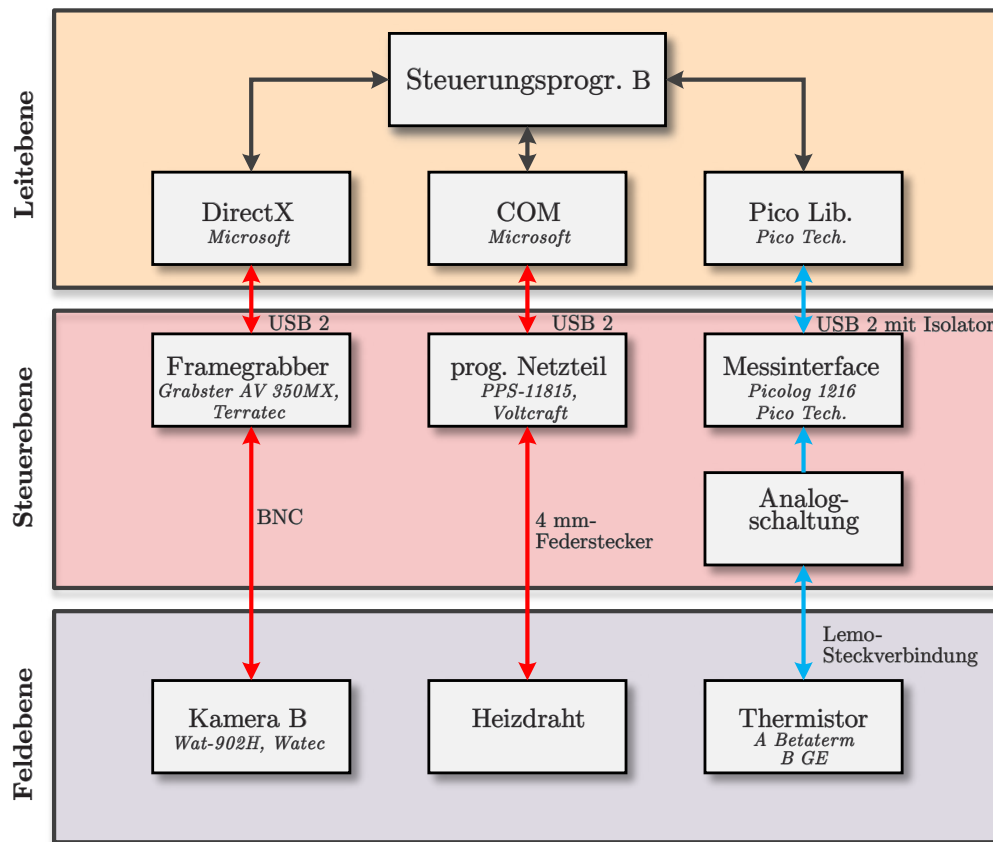 Leitebene
Steuerungsprogr. B
DirectX
Microsoft
COM
Microsoft
Pico Lib.
Pico Tech.
Steuerebene
USB 2
USB 2
USB 2 mit Isolator
Framegrabber
Grabster AV 350MX,
Terratec
prog. Netzteil
PPS-11815,
Voltcraft
Messinterface
Picolog 1216
Pico Tech.
Analog-
schaltung
BNC
4 mm-
Federstecker
Feldebene
Lemo-
Steckverbindung
Kamera B
Wat-902H, Watec
Heizdraht
Thermistor
A Betaterm
B GE